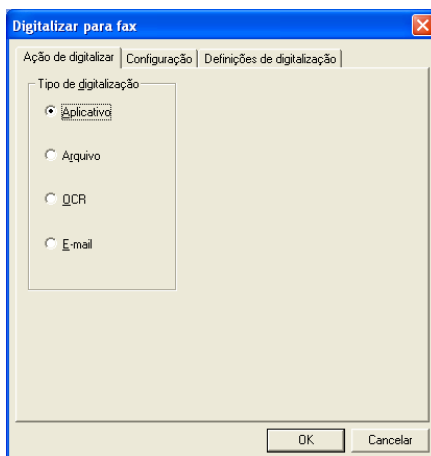 Digitalizar para fax
Ação de digitalizar Configuração Definições de digitalização
Tipo de digitalização
Aplicativo
Arquivo
OCR
E-mail
OK Cancelar